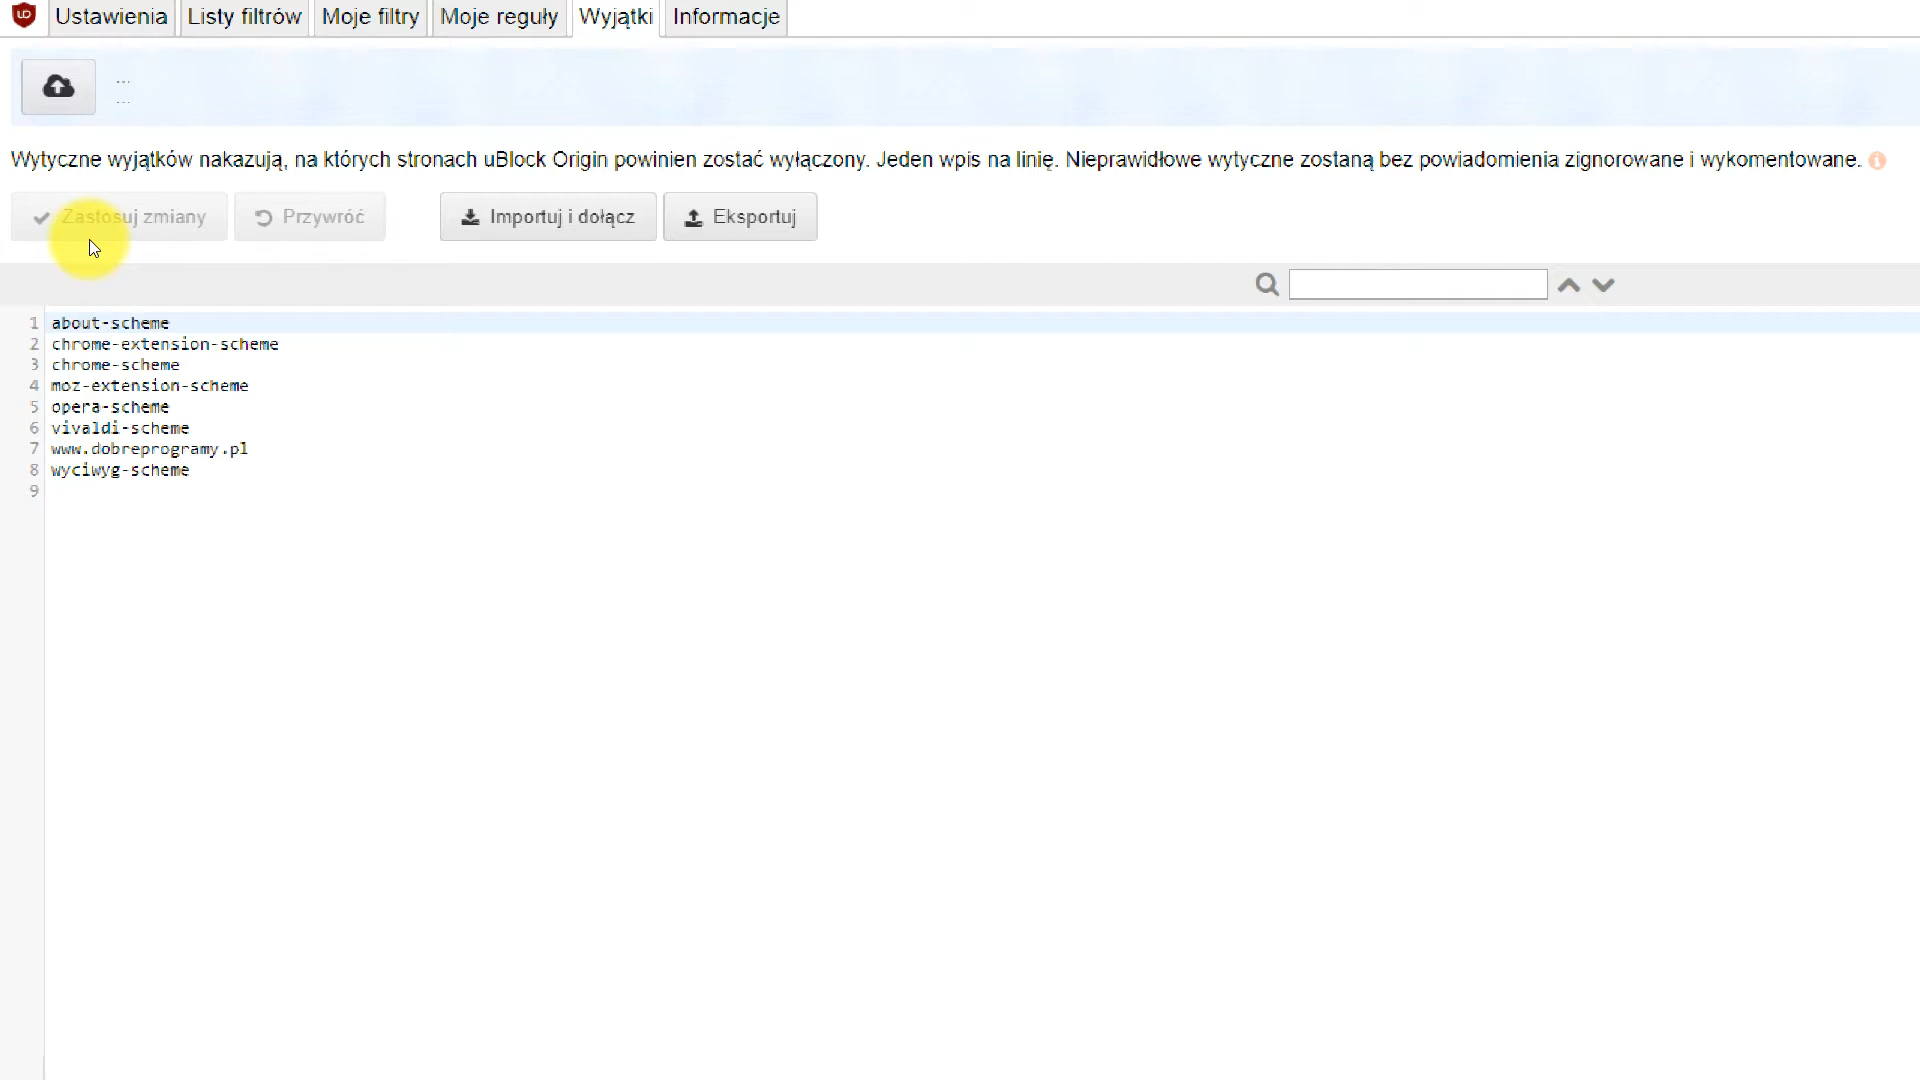 Ustawienia Listy filtrów Moje filtry Moje reguły Wyjątki Informacje
...
...
Wytyczne wyjątków nakazują, na których stronach uBlock Origin powinien zostać wyłączony. Jeden wpis na linię. Nieprawidłowe wytyczne zostaną bez powiadomienia zignorowane i wykomentowane.
Zastosuj zmiany Przywróć Importuj i dołącz Eksportuj
1 about-scheme
2 chrome-extension-scheme
3 chrome-scheme
4 moz-extension-scheme
5 opera-scheme
6 vivaldi-scheme
7 www.dobreprogramy.pl
8 wyciwyg-scheme
9